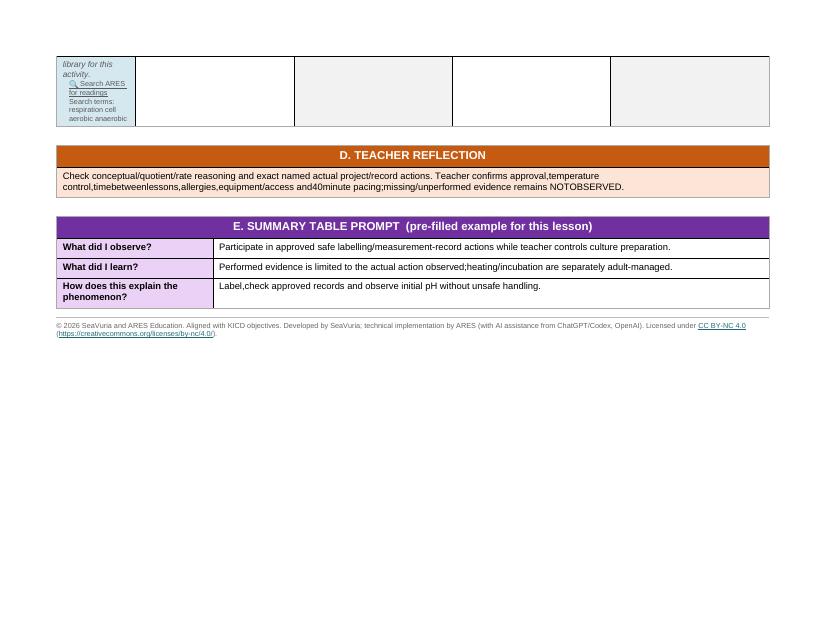 library for this
activity.
🔍 Search ARES
for readings
Search terms:
respiration cell
aerobic anaerobic
D. TEACHER REFLECTION
Check conceptual/quotient/rate reasoning and exact named actual project/record actions. Teacher confirms approval,temperature
control,timebetweenlessons,allergies,equipment/access and40minute pacing;missing/unperformed evidence remains NOTOBSERVED.
E. SUMMARY TABLE PROMPT (pre-filled example for this lesson)
What did I observe?
Participate in approved safe labelling/measurement-record actions while teacher controls culture preparation.
What did I learn?
Performed evidence is limited to the actual action observed;heating/incubation are separately adult-managed.
How does this explain the
phenomenon?
Label,check approved records and observe initial pH without unsafe handling.
© 2026 SeaVuria and ARES Education. Aligned with KICD objectives. Developed by SeaVuria; technical implementation by ARES (with AI assistance from ChatGPT/Codex, OpenAI). Licensed under CC BY-NC 4.0
(https://creativecommons.org/licenses/by-nc/4.0/).